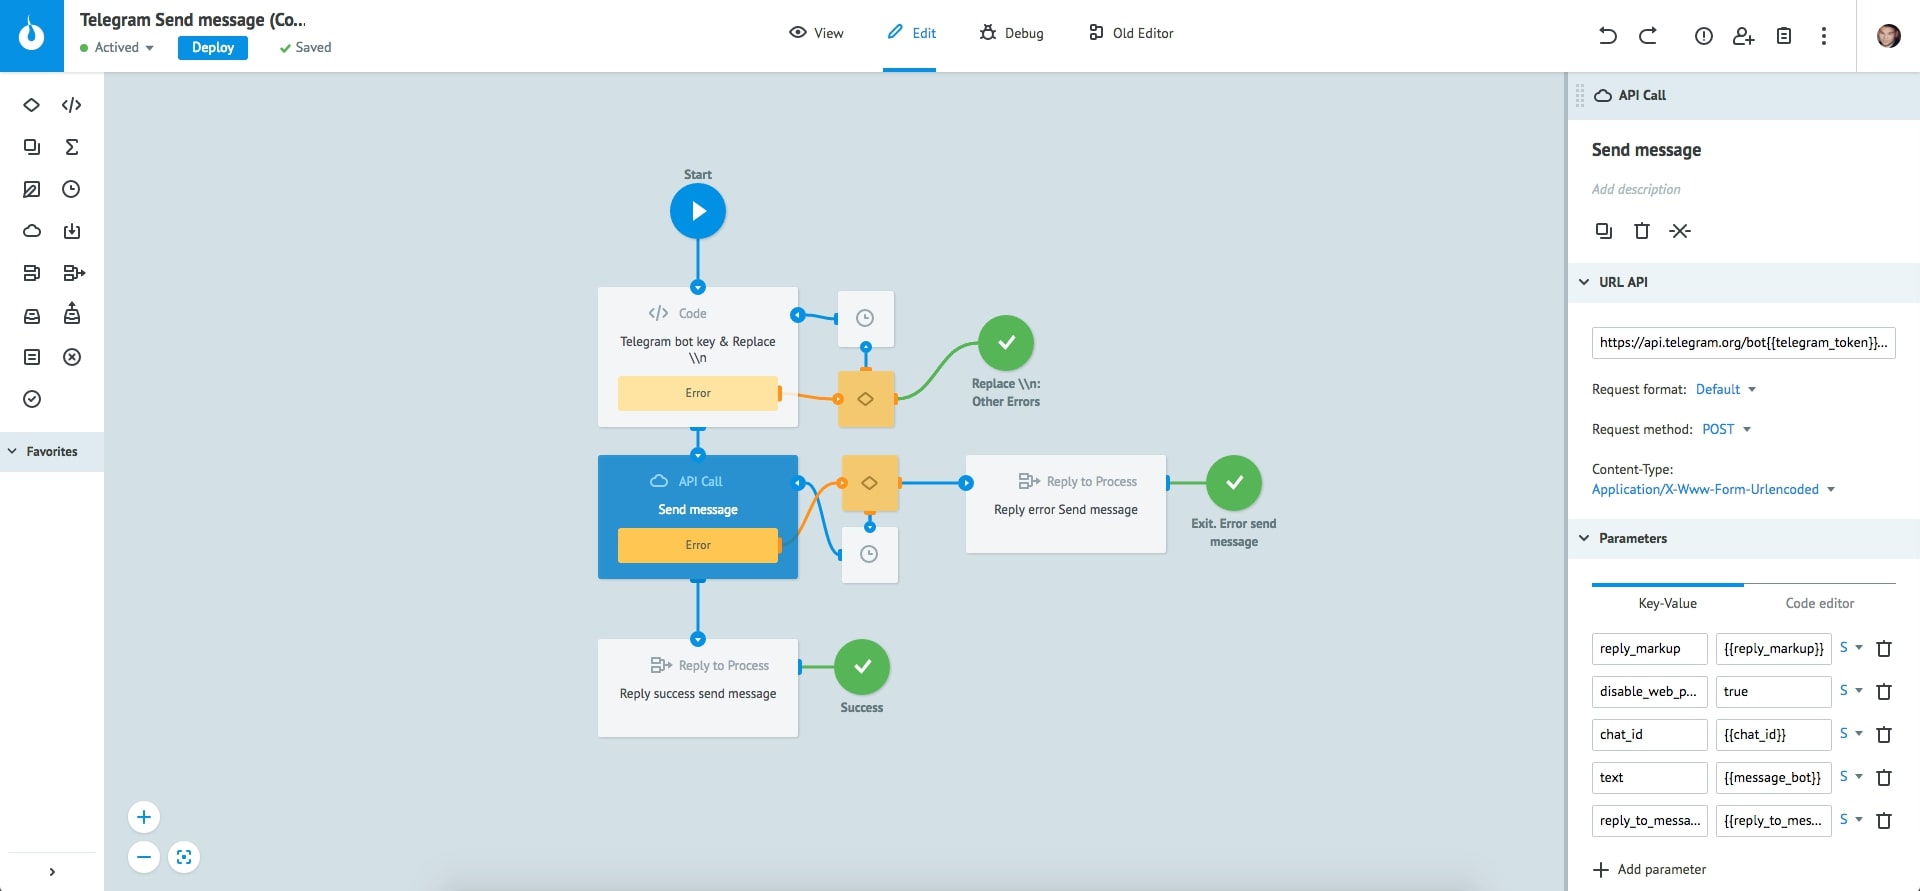 Telegram Send message (Co...
Actived
Deploy
Saved
View
Edit
Debug
Old Editor
Favorites
Start
Code
Telegram bot key & Replace
\\n
Error
Replace \\n:
Other Errors
API Call
Send message
Error
Reply to Process
Reply error Send message
Exit. Error send
message
Reply to Process
Reply success send message
Success
API Call
Send message
Add description
URL API
https://api.telegram.org/bot{{telegram_token}}...
Request format: Default
Request method: POST
Content-Type:
Application/X-Www-Form-Urlencoded
Parameters
Key-Value
Code editor
reply_markup {{reply_markup}} S
disable_web_p... true S
chat_id {{chat_id}} S
text {{message_bot}} S
reply_to_messa... {{reply_to_mes... S
Add parameter